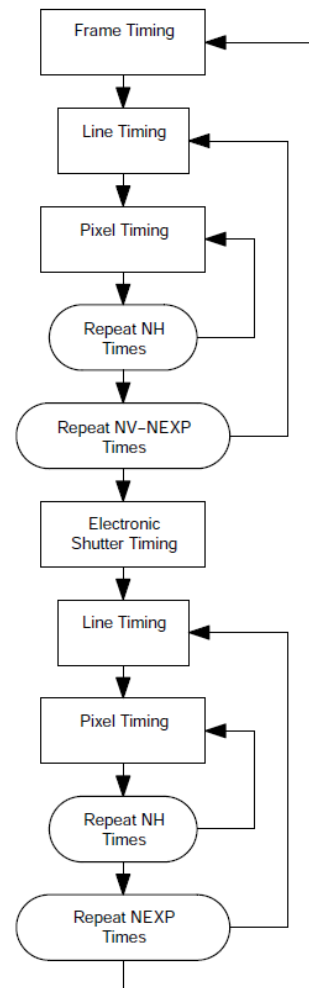 Frame Timing
Line Timing
Pixel Timing
Repeat NH
Times
Repeat NV–NEXP
Times
Electronic
Shutter Timing
Line Timing
Pixel Timing
Repeat NH
Times
Repeat NEXP
Times